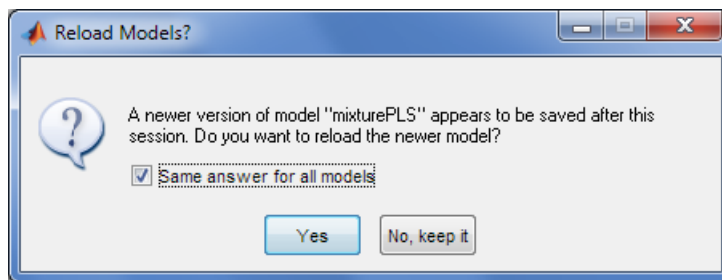 Reload Models?
A newer version of model "mixturePLS" appears to be saved after this
session. Do you want to reload the newer model?
Same answer for all models
Yes No, keep it